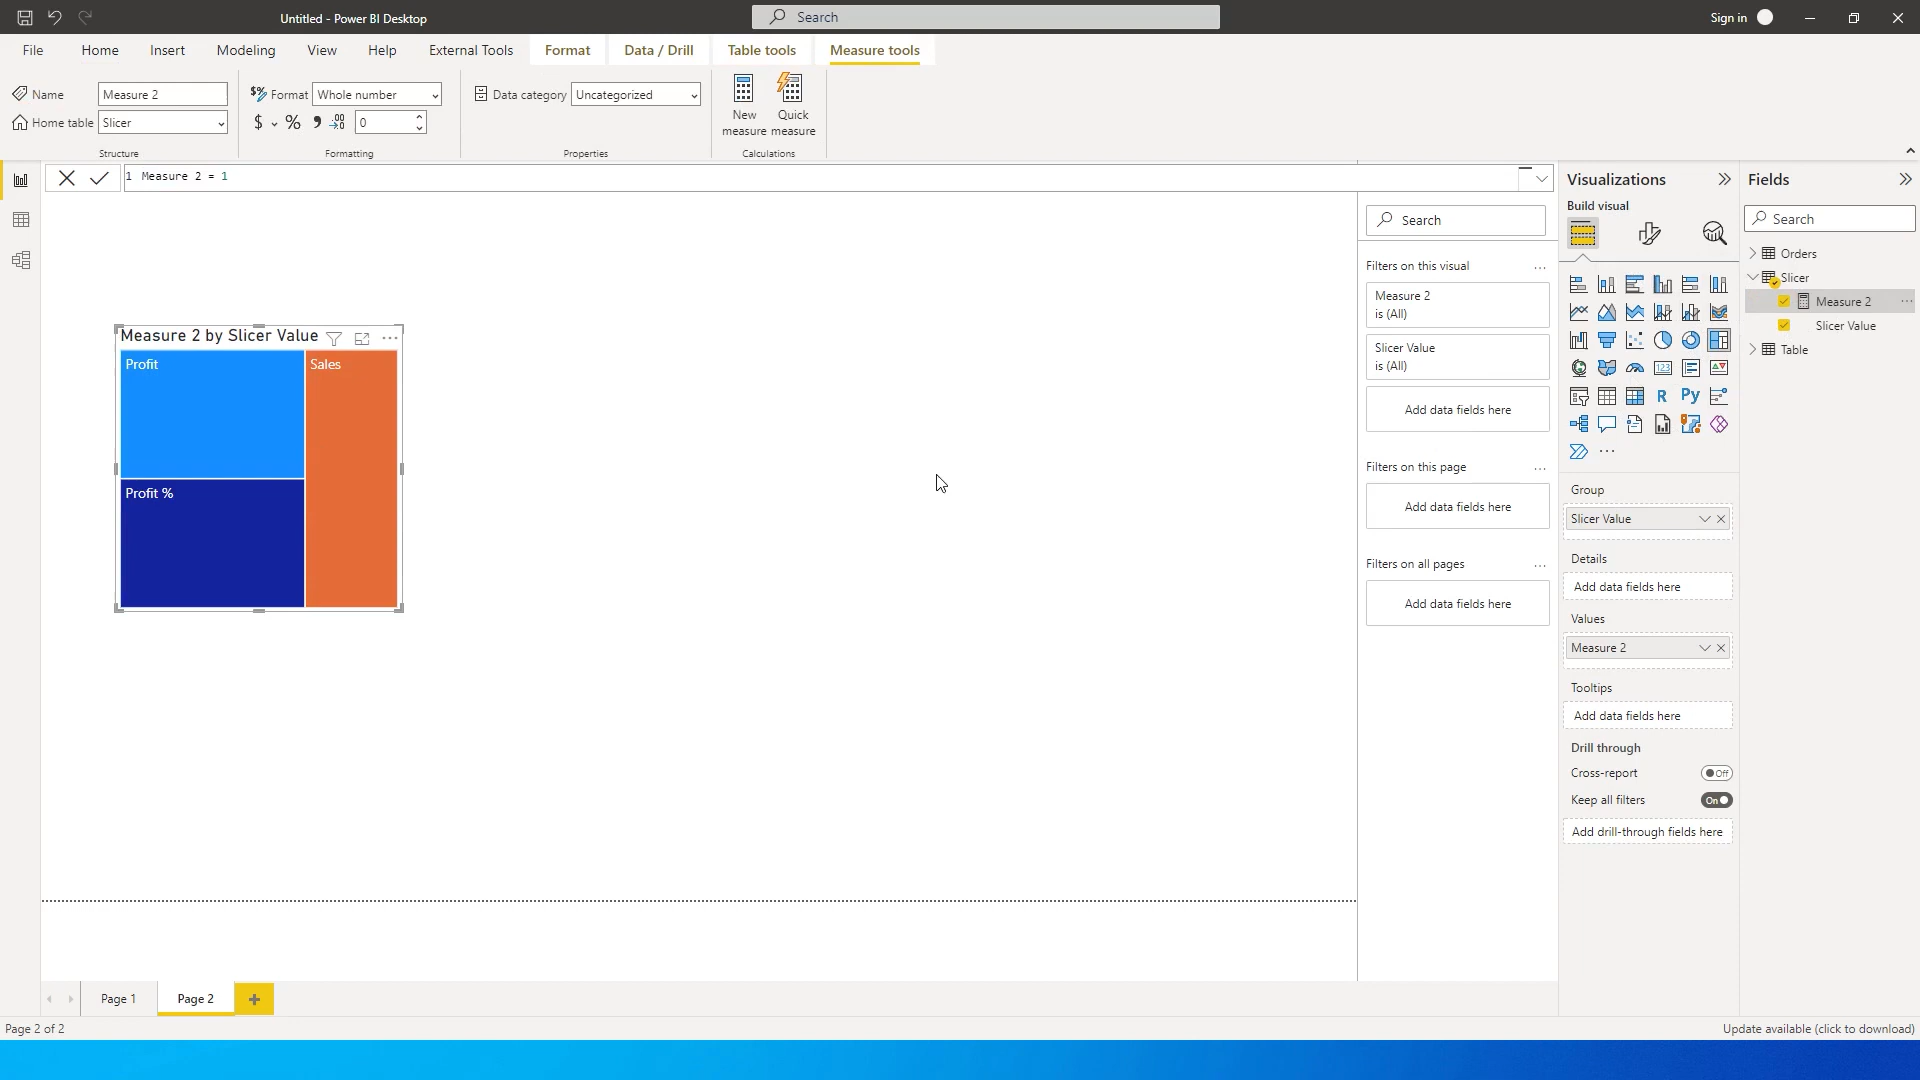 Untitled - Power BI Desktop
Search
Sign in
File
Home
Insert
Modeling
View
Help
External Tools
Format
Data / Drill
Table tools
Measure tools
Name
Measure 2
Home table
Slicer
Structure
Format
Whole number
$
%
0
Formatting
Data category
Uncategorized
Properties
New measure
Quick measure
Calculations
1 Measure 2 = 1
Measure 2 by Slicer Value
Profit
Sales
Profit %
Search
Filters on this visual
Measure 2
is (All)
Slicer Value
is (All)
Add data fields here
Filters on this page
Add data fields here
Filters on all pages
Add data fields here
Visualizations
Build visual
123
R
Py
Group
Slicer Value
Details
Add data fields here
Values
Measure 2
Tooltips
Add data fields here
Drill through
Cross-report
Off
Keep all filters
On
Add drill-through fields here
Fields
Search
Orders
Slicer
Measure 2
Slicer Value
Table
Page 1
Page 2
Page 2 of 2
Update available (click to download)